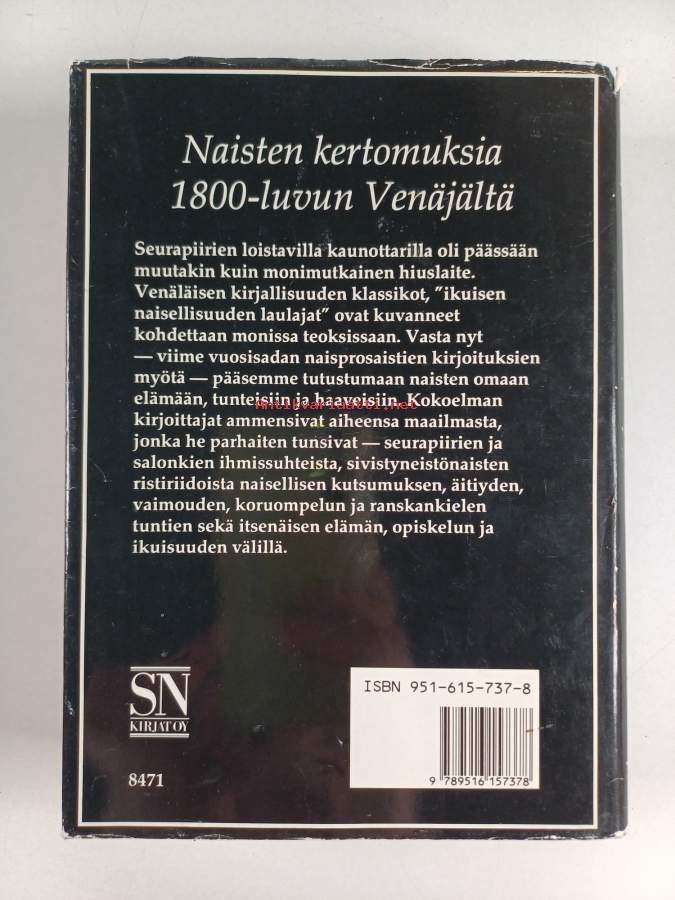 Naisten kertomuksia
1800-luvun Venäjältä
Seurapiirien loistavilla kaunottarilla oli päässään
muutakin kuin monimutkainen hiuslaite.
Venäläisen kirjallisuuden klassikot, ”ikuisen
naisellisuuden laulajat” ovat kuvanneet
kohdettaan monissa teoksissaan. Vasta nyt
— viime vuosisadan naisprosaistien kirjoituksien
myötä — pääsemme tutustumaan naisten omaan
elämään, tunteisiin ja haaveisiin. Kokoelman
Antikvariaatti.net
kirjoittajat ammensivat aiheensa maailmasta,
jonka he parhaiten tunsivat — seurapiirien ja
salonkien ihmissuhteista, sivistyneistönaisten
ristiriidoista naisellisen kutsumuksen, äitiyden,
vaimouden, koruompelun ja ranskankielen
tuntien sekä itsenäisen elämän, opiskelun ja
ikuisuuden välillä.
SN
KIRJAT OY
8471
ISBN 951-615-737-8
9 789516 157378